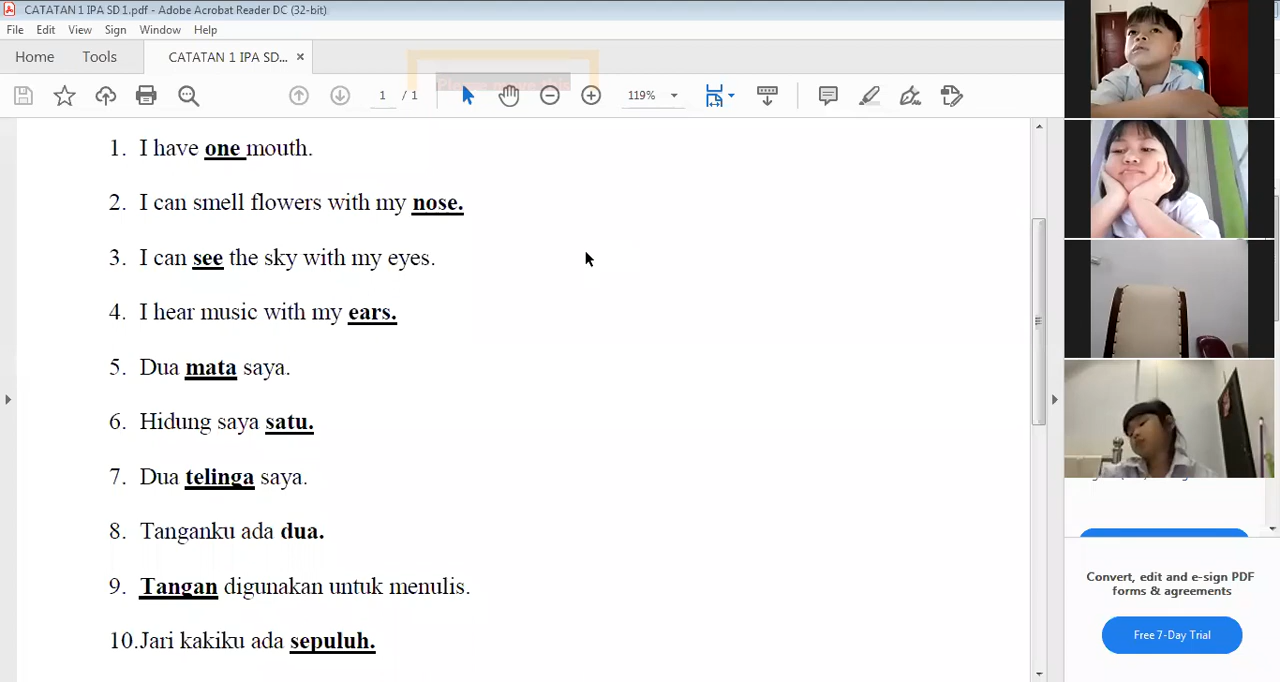 CATATAN 1 IPA SD 1.pdf - Adobe Acrobat Reader DC (32-bit)
File Edit View Sign Window Help
Home Tools CATATAN 1 IPA SD... ×
1 / 1 119%
1. I have one mouth.
2. I can smell flowers with my nose.
3. I can see the sky with my eyes.
4. I hear music with my ears.
5. Dua mata saya.
6. Hidung saya satu.
7. Dua telinga saya.
8. Tanganku ada dua.
9. Tangan digunakan untuk menulis.
10.Jari kakiku ada sepuluh.
Convert, edit and e-sign PDF
forms & agreements
Free 7-Day Trial